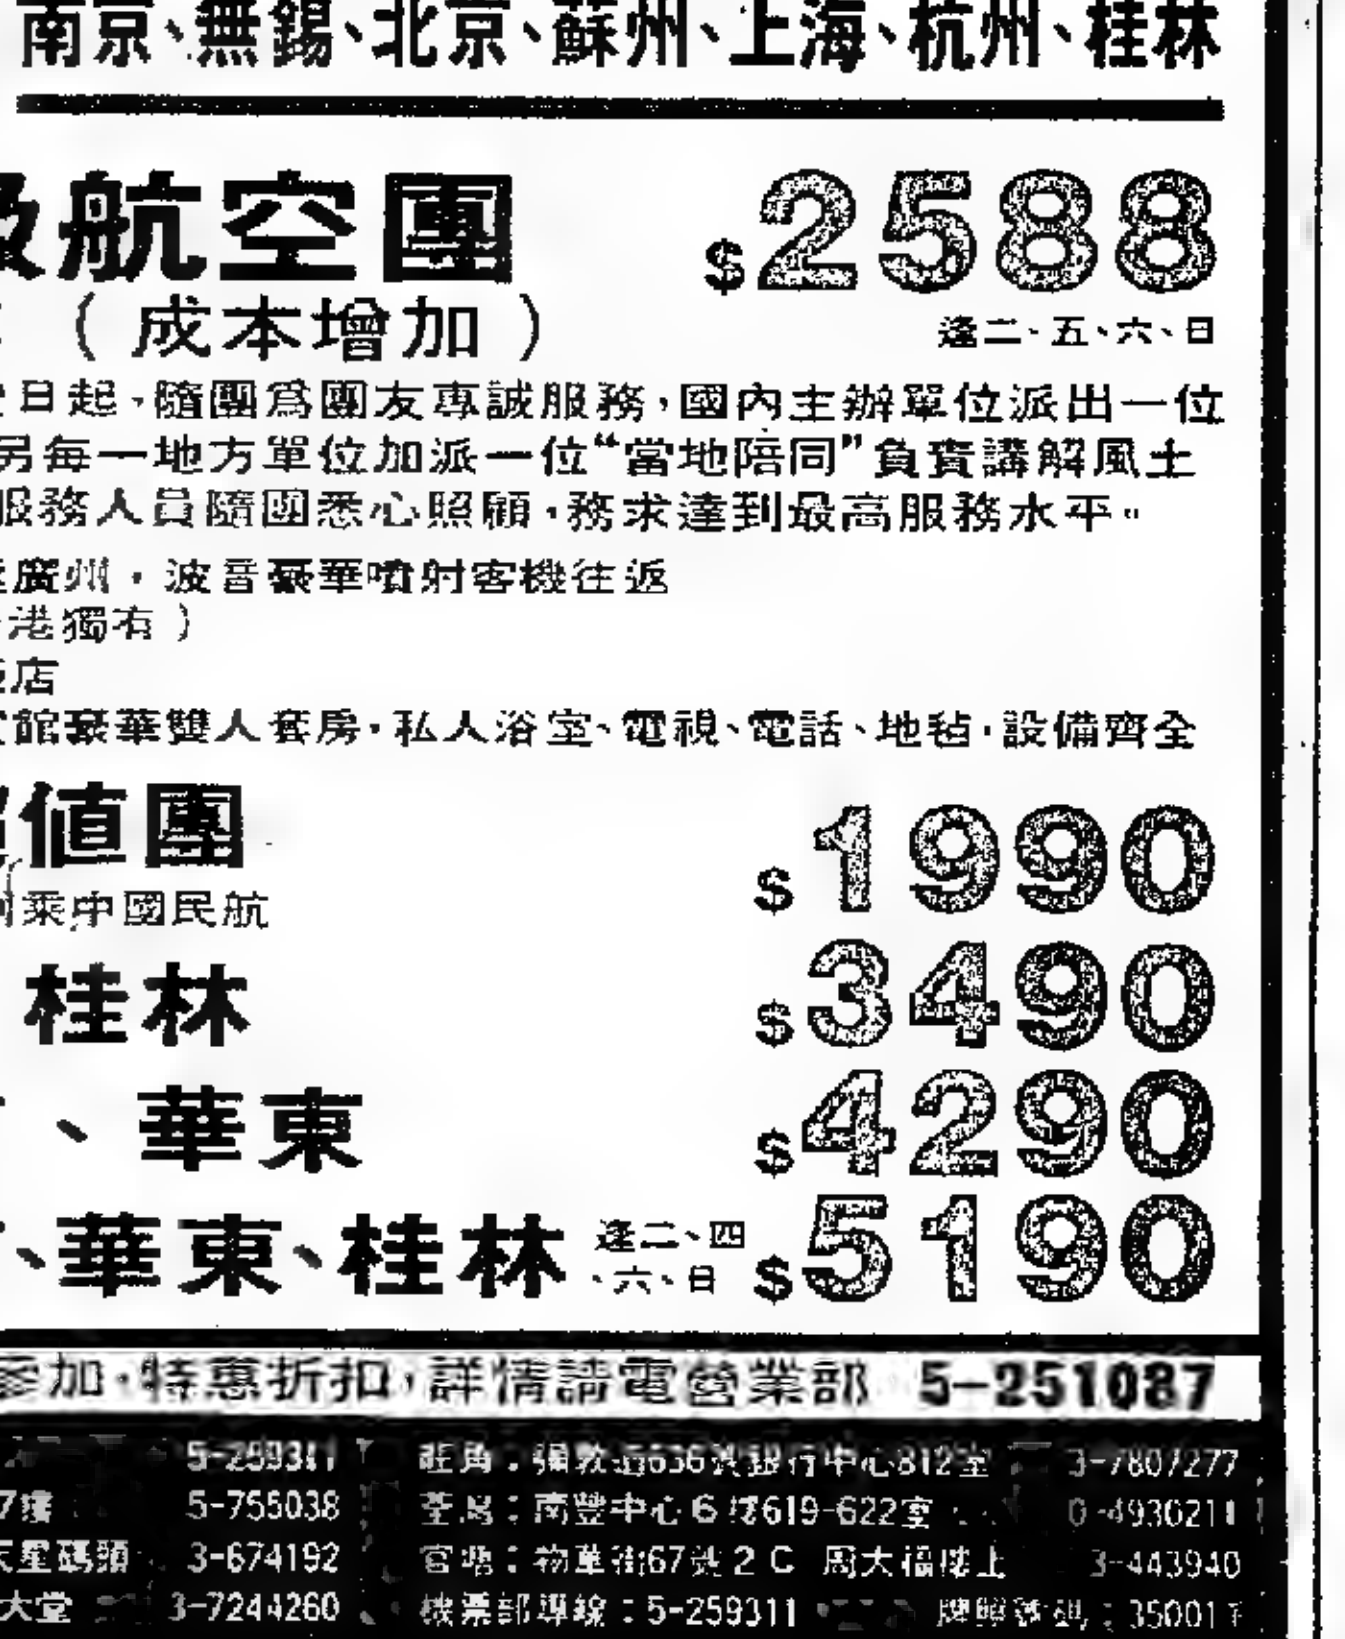 南京、無錫、北京、蘇州、上海、杭州、桂林
航空團 $2588
(成本增加) 逢二、五、六、日
日起,隨團爲團友專誠服務,國內主辦單位派出一位
另每一地方單位加派一位“當地陪同”負責講解風土
服務人員隨團悉心照顧,務求達到最高服務水平。
廣州,波音豪華噴射客機往返
港獨有)
店
館豪華雙人套房,私人浴室、電視、電話、地毡,設備齊全
值團 $1990
乘中國民航
桂林 $3490
、華東 $4290
、華東、桂林 逢二、四、六、日 $5190
參加,特惠折扣,詳情請電營業部 5-251087
5-259311 旺角:彌敦道636號銀行中心812室 3-7807277
7樓 5-755038 荃灣:南豐中心6樓619-622室 0-4930211
天星碼頭 3-674192 官塘:物華街67號2C 周大福樓上 3-443940
大堂 3-7244260 機票部專線:5-259311 牌照號碼:350011